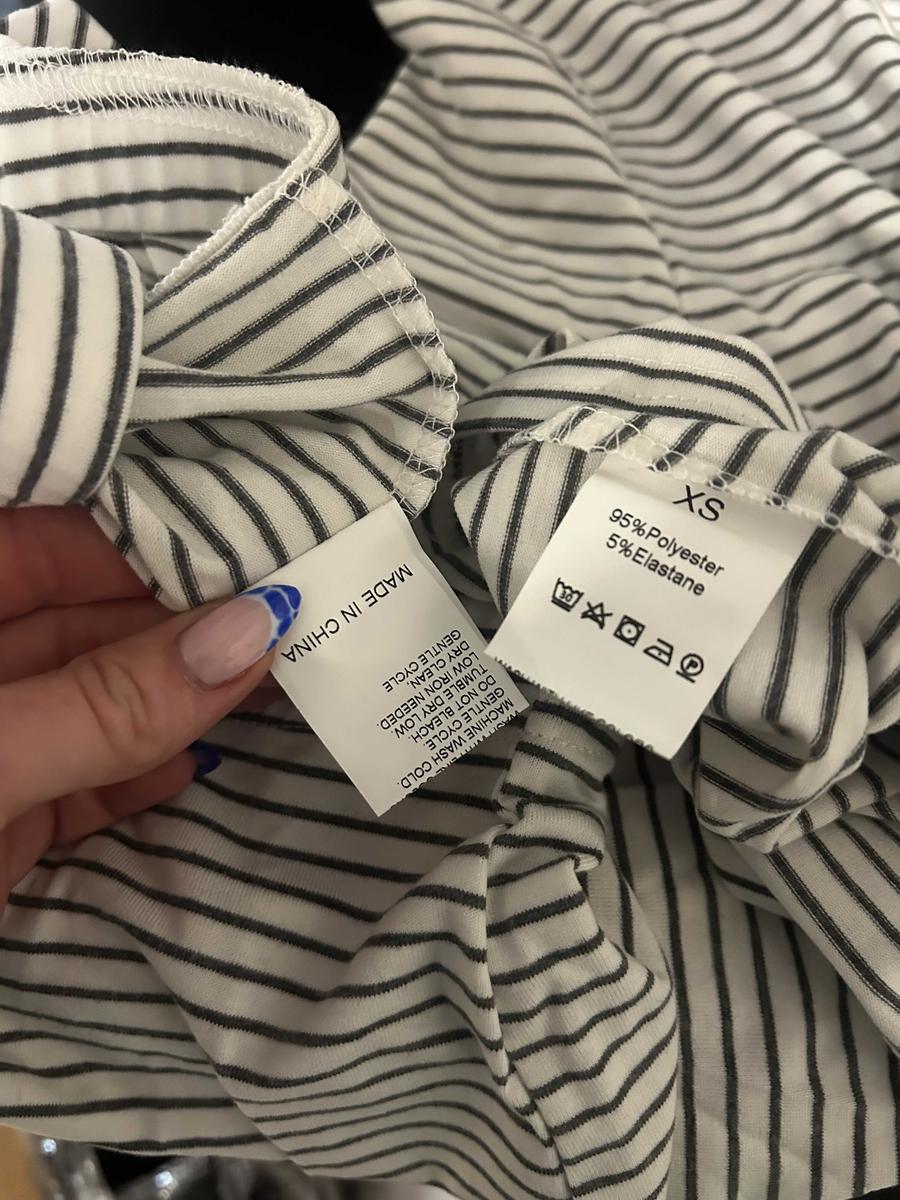 XS
95%Polyester
5%Elastane
30
P
MACHINE WASH COLD.
GENTLE CYCLE.
DO NOT BLEACH.
TUMBLE DRY LOW.
LOW IRON NEEDED.
DRY CLEAN.
GENTLE CYCLE
MADE IN CHINA